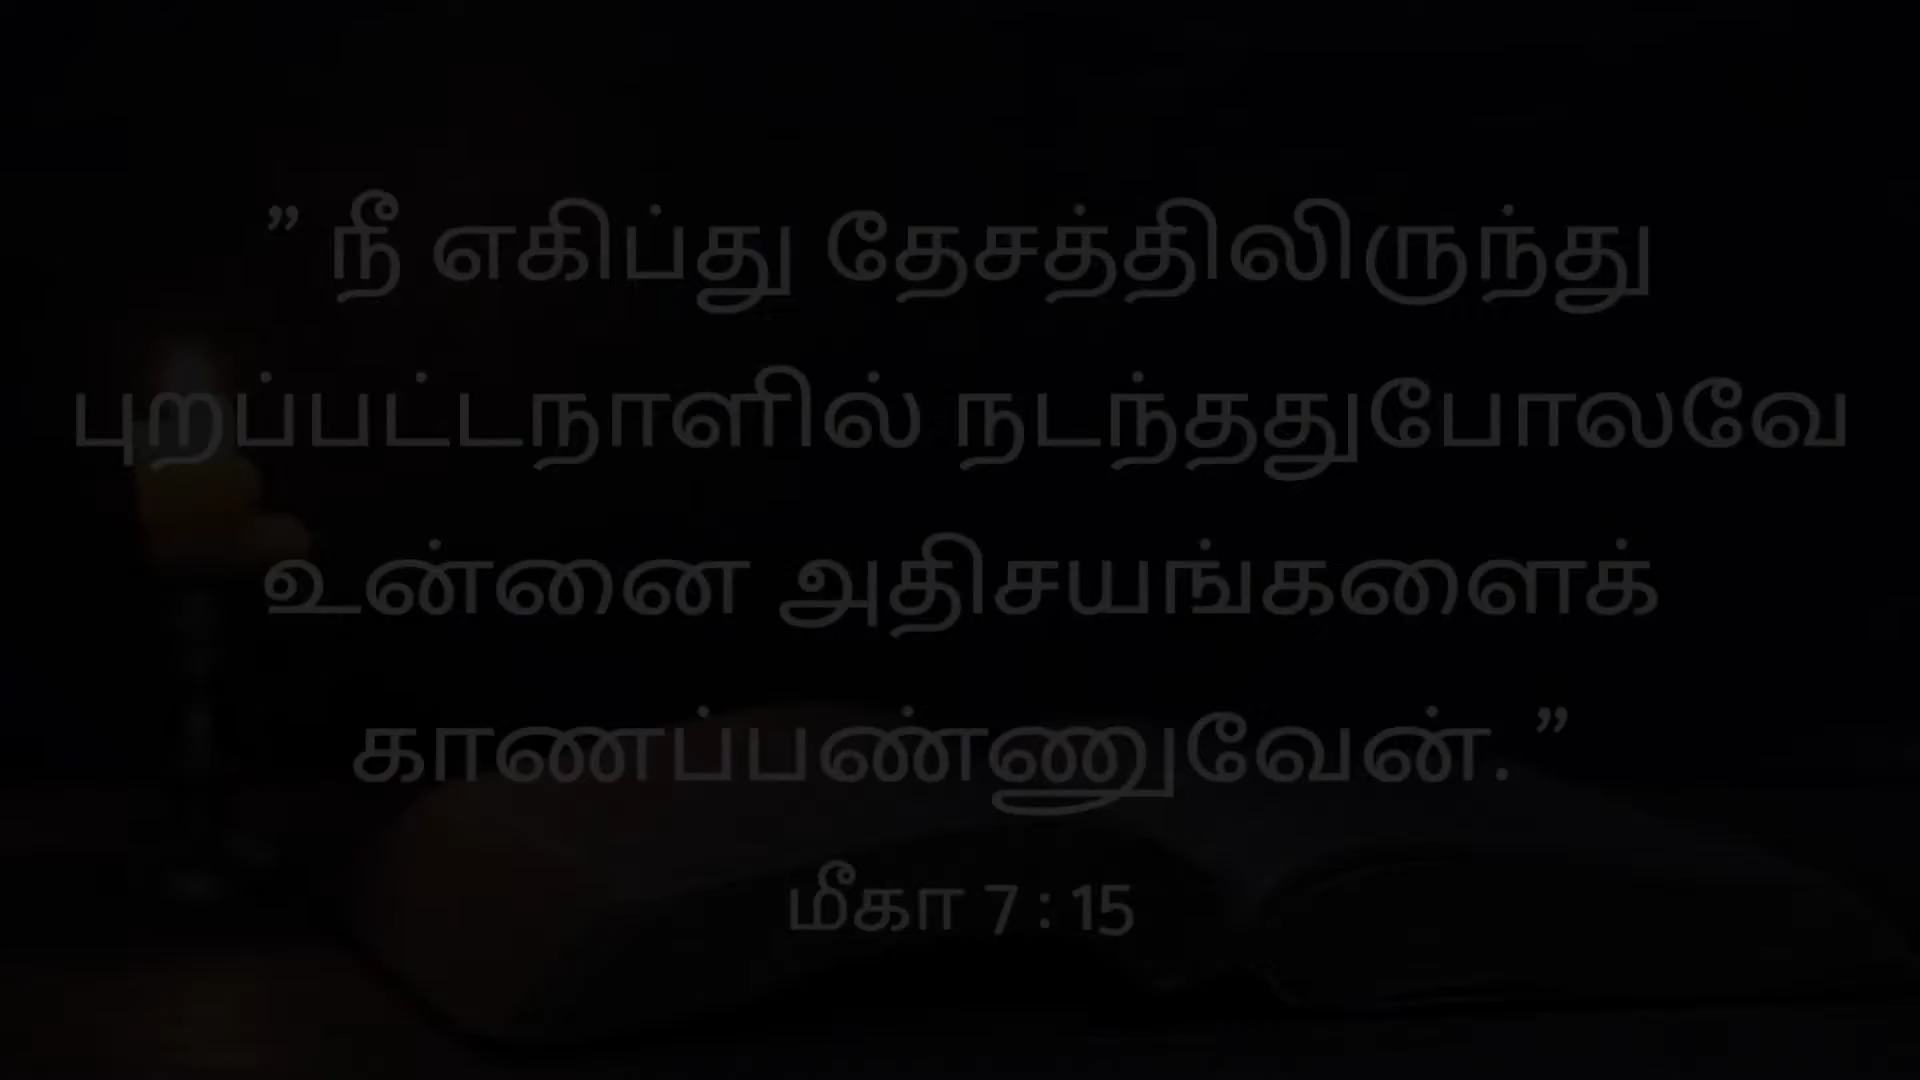 ” நீ எகிப்து தேசத்திலிருந்து
புறப்பட்டநாளில் நடந்ததுபோலவே
உன்னை அதிசயங்களைக்
காணப்பண்ணுவேன். ”
மீகா 7 : 15